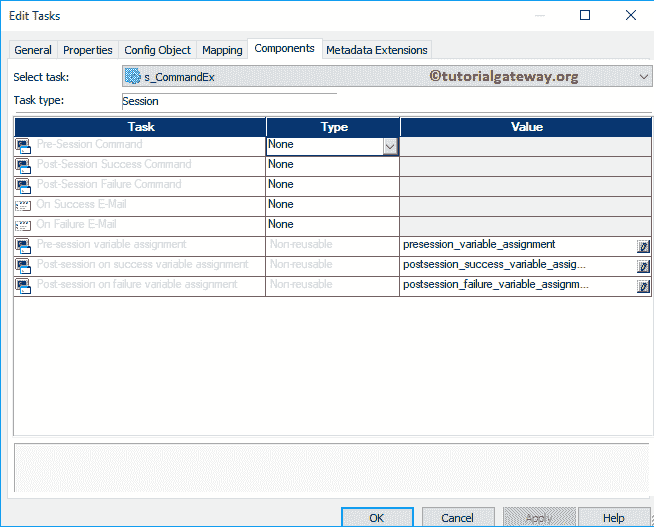 Edit Tasks
General Properties Config Object Mapping Components Metadata Extensions
Select task: s_CommandEx ©tutorialgateway.org
Task type: Session
Task Type Value
Pre-Session Command None
Post-Session Success Command None
Post-Session Failure Command None
On Success E-Mail None
On Failure E-Mail None
Pre-session variable assignment Non-reusable presession_variable_assignment
Post-session on success variable assignment Non-reusable postsession_success_variable_assig...
Post-session on failure variable assignment Non-reusable postsession_failure_variable_assignm...
OK Cancel Apply Help